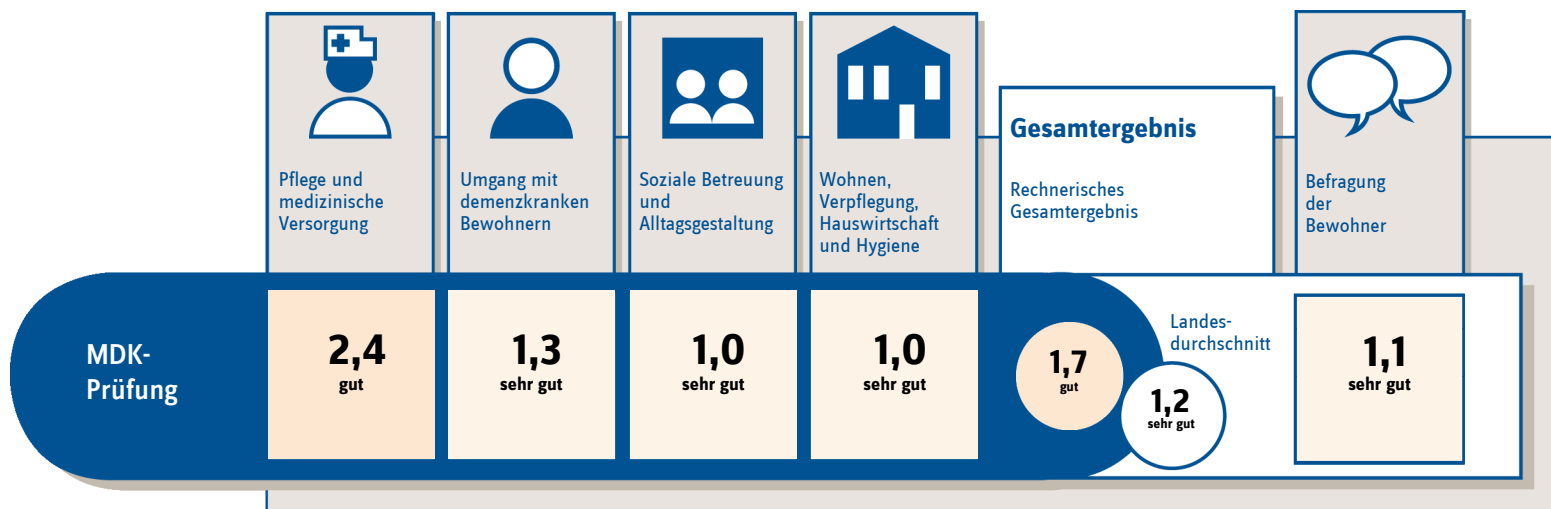 Pflege und
medizinische
Versorgung
Umgang mit
demenzkranken
Bewohnern
Soziale Betreuung
und
Alltagsgestaltung
Wohnen,
Verpflegung,
Hauswirtschaft
und Hygiene
Gesamtergebnis
Rechnerisches
Gesamtergebnis
Befragung
der
Bewohner
MDK-
Prüfung
2,4
gut
1,3
sehr gut
1,0
sehr gut
1,0
sehr gut
1,7
gut
Landes-
durchschnitt
1,2
sehr gut
1,1
sehr gut